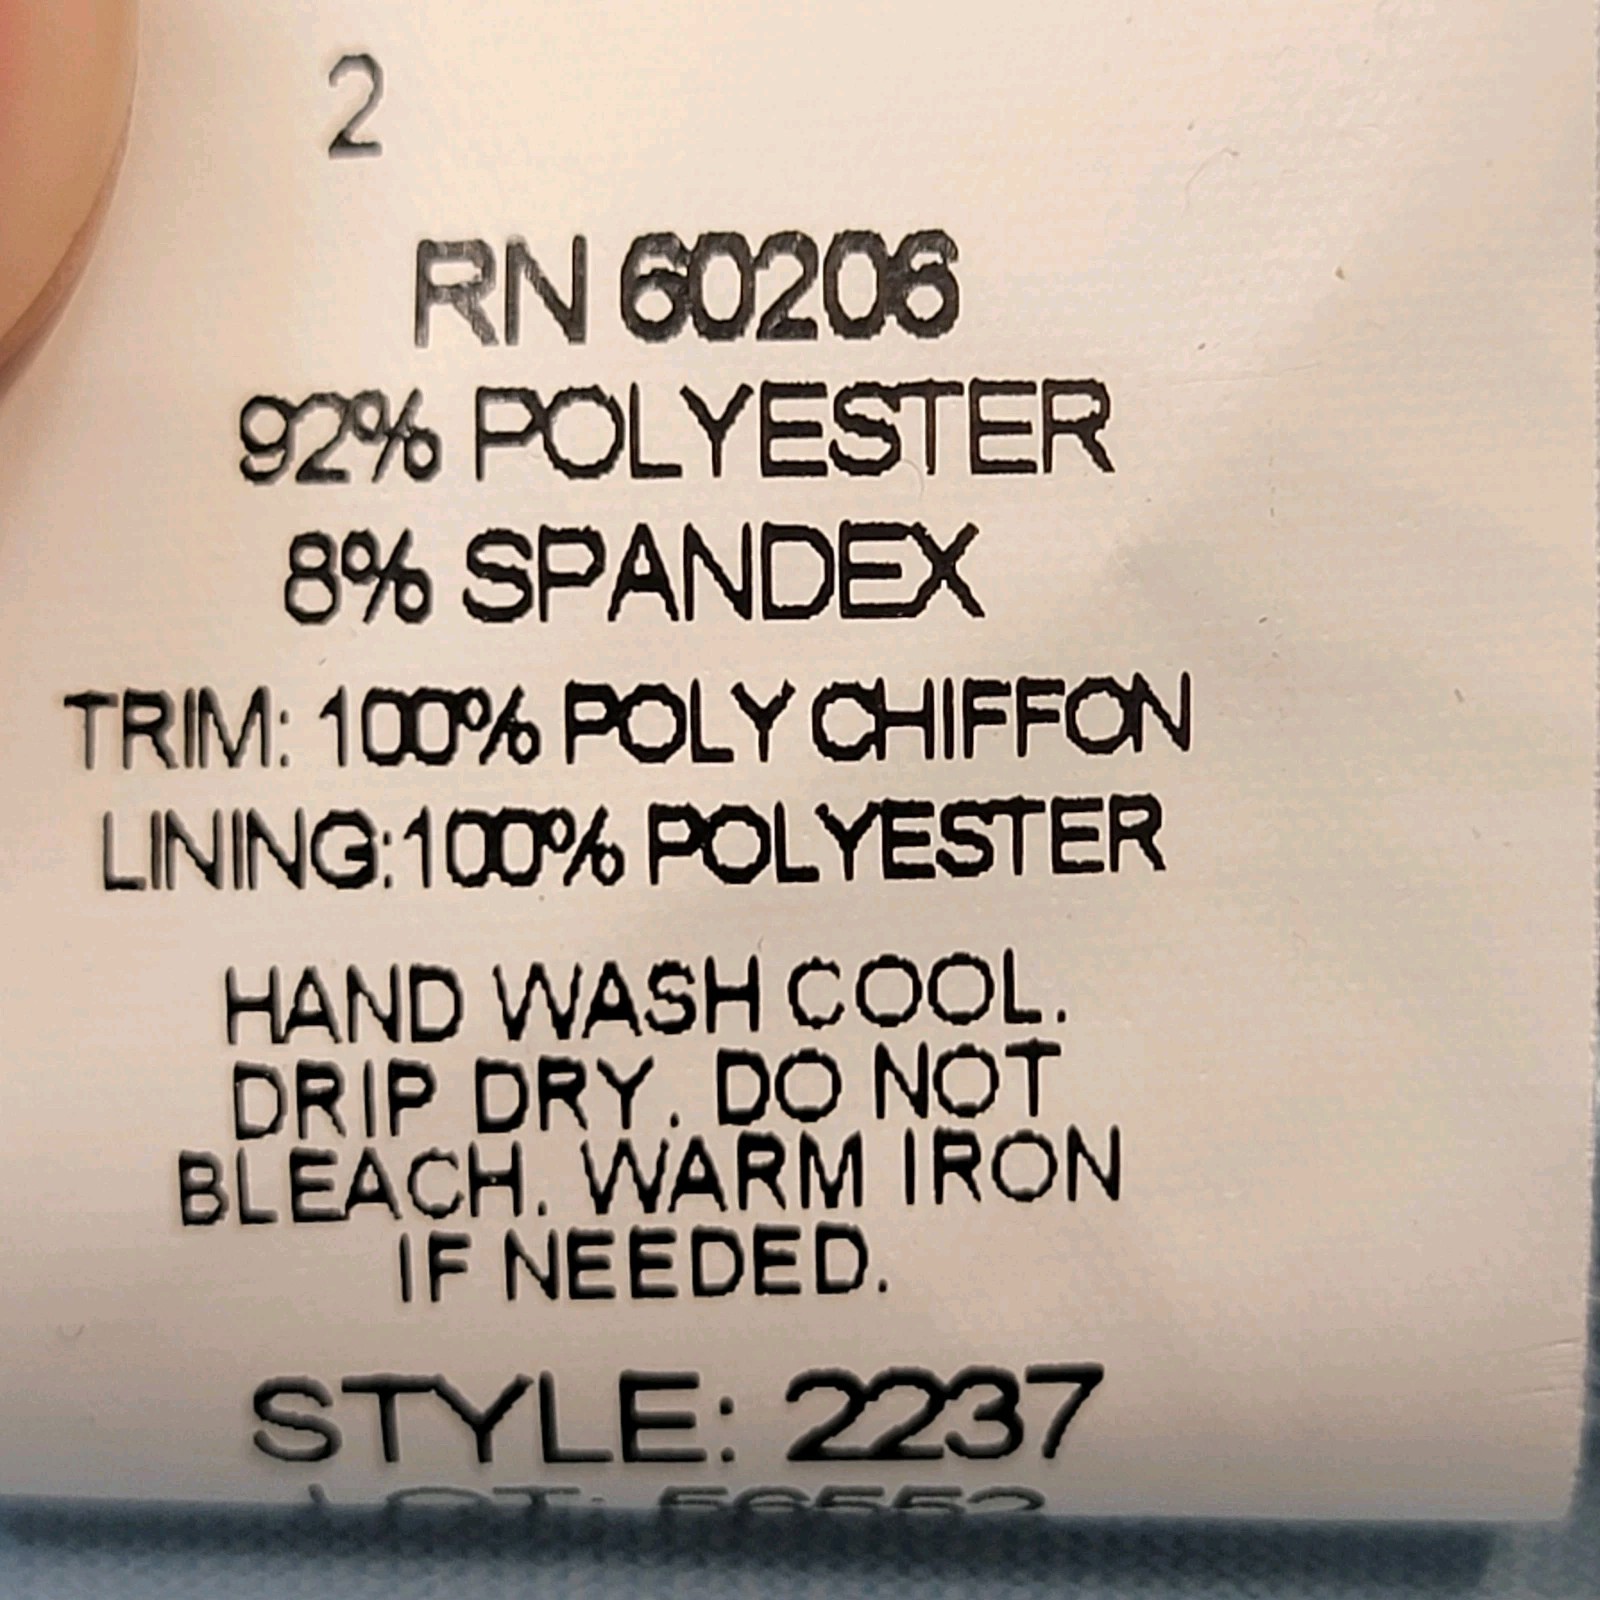 2
RN 60206
92% POLYESTER
8% SPANDEX
TRIM: 100% POLY CHIFFON
LINING:100% POLYESTER
HAND WASH COOL.
DRIP DRY. DO NOT
BLEACH. WARM IRON
IF NEEDED.
STYLE: 2237
LOT: